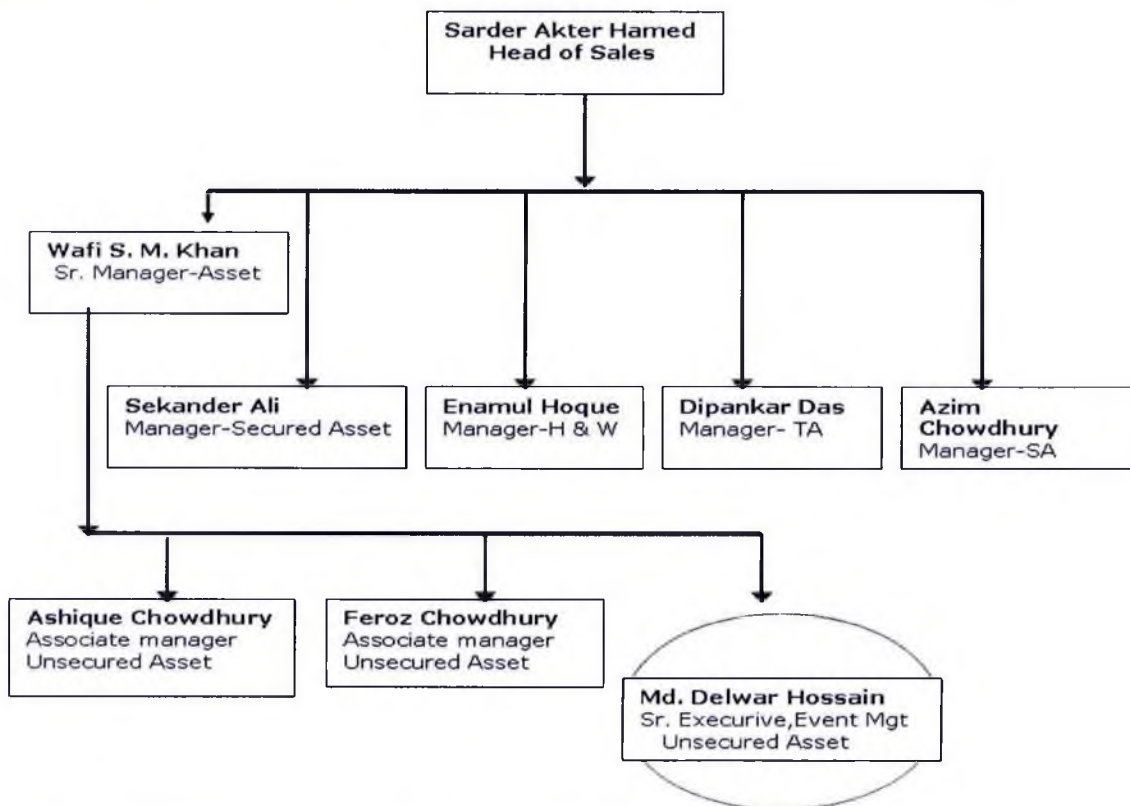 Sarder Akter Hamed
Head of Sales
Wafi S. M. Khan
Sr. Manager-Asset
Sekander Ali
Manager-Secured Asset
Enamul Hoque
Manager-H & W
Dipankar Das
Manager- TA
Azim
Chowdhury
Manager-SA
Ashique Chowdhury
Associate manager
Unsecured Asset
Feroz Chowdhury
Associate manager
Unsecured Asset
Md. Delwar Hossain
Sr. Execurive,Event Mgt
Unsecured Asset